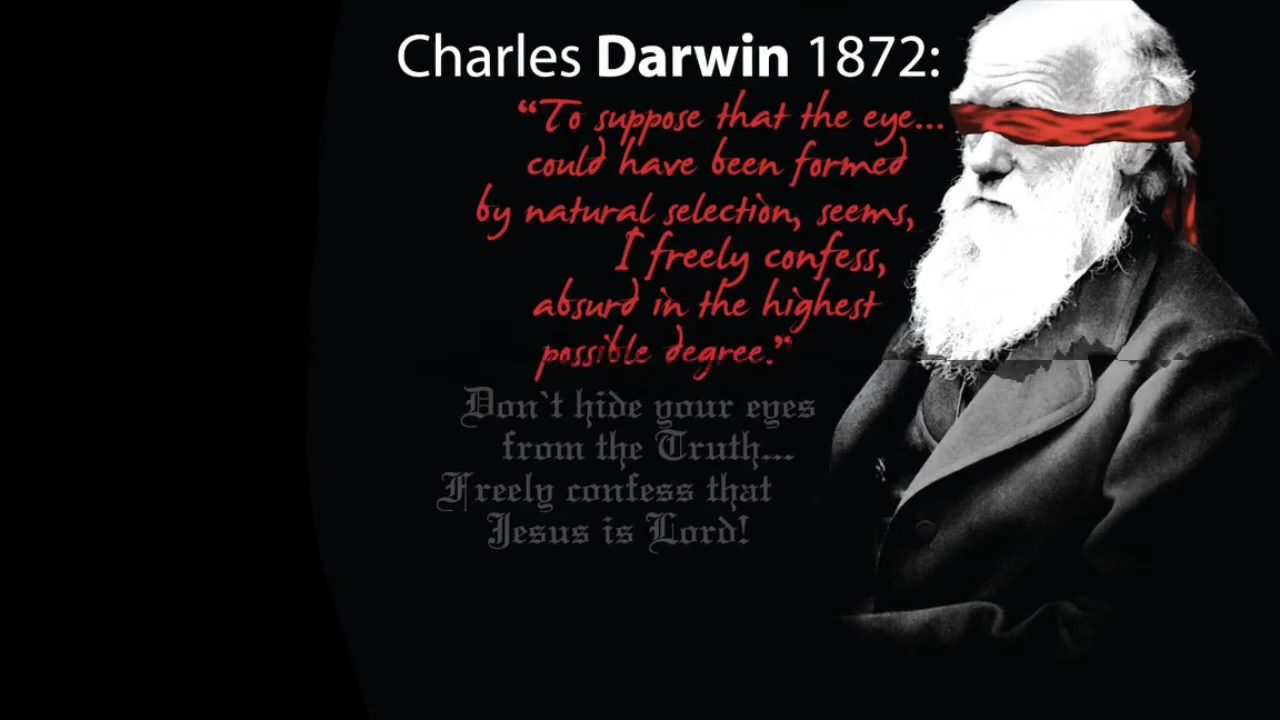 Charles Darwin 1872:
“To suppose that the eye...
could have been formed
by natural selection, seems,
I freely confess,
absurd in the highest
possible degree.”
Don`t hide your eyes
from the Truth...
Freely confess that
Jesus is Lord!